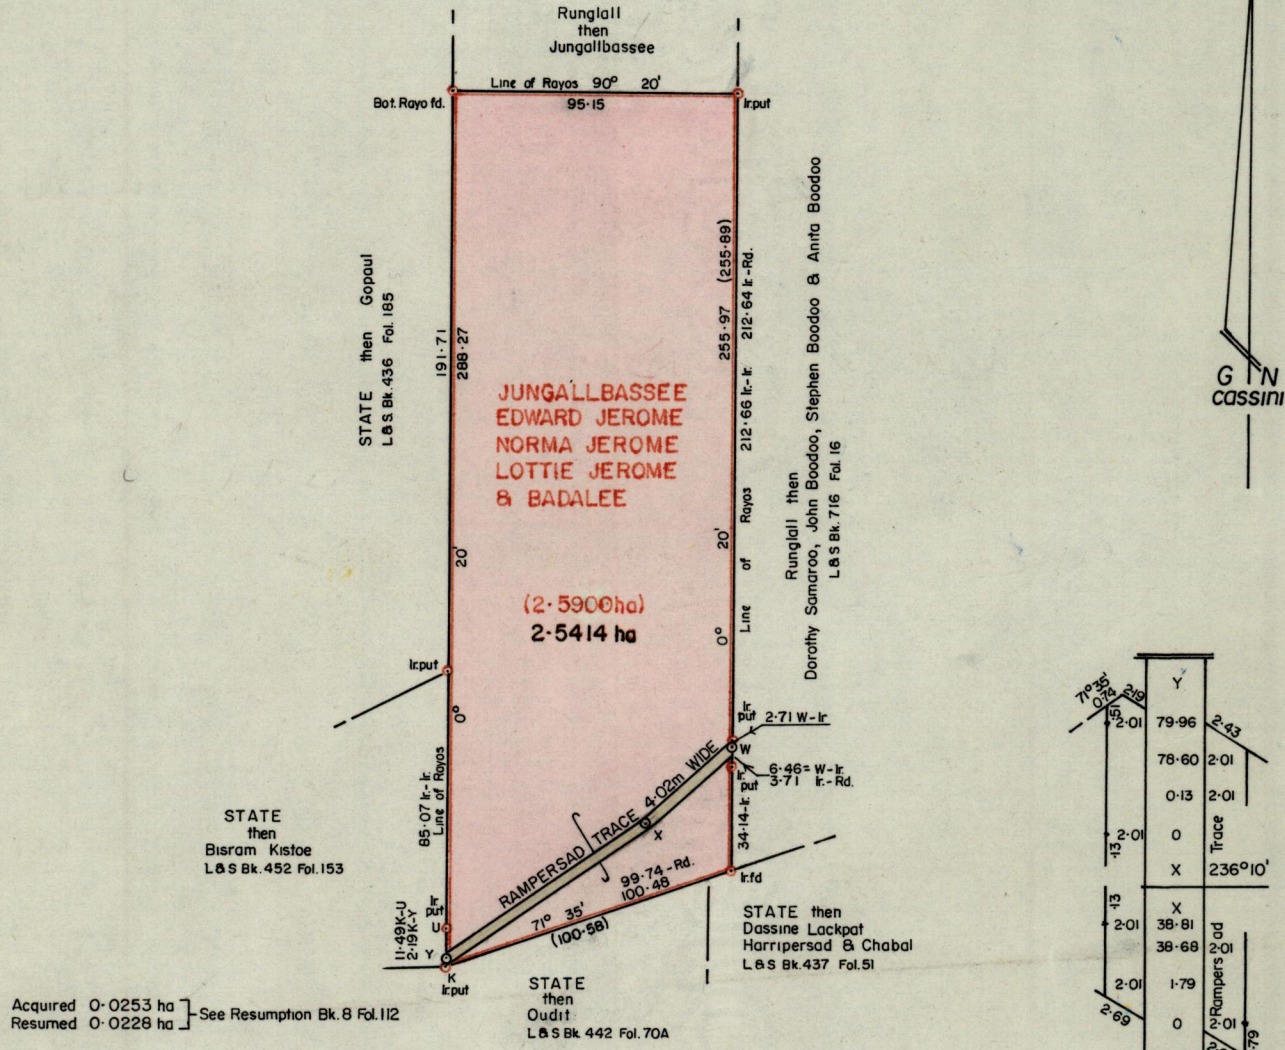 Runglall
then
Jungallbassee
Line of Rayos 90° 20'
Bot. Rayo fd.
95·15
Ir.put
STATE then Gopaul
L&S. Bk. 436 Fol. 185
191·71
288·27
20'
0°
JUNGALLBASSEE
EDWARD JEROME
NORMA JEROME
LOTTIE JEROME
& BADALEE
(2·5900ha)
2·5414 ha
255·97 (255·89)
20'
0°
Line of Rayos 212·66 Ir.-Ir. 212·64 Ir.-Rd.
Runglall then
Dorothy Samaroo, John Boodoo, Stephen Boodoo & Anita Boodoo
L&S Bk. 716 Fol. 16
G N
cassini
Ir.put
Ir.
put
2·71 W-Ir
W
6·46= W-Ir.
3·71 Ir.-Rd.
Ir.
put
34·14-Ir.
85·07 Ir.-Ir.
Line of Rayos
RAMPERSAD TRACE 4·02m WIDE
X
99·74-Rd.
100·48
71° 35'
(100·58)
Ir.fd
STATE
then
Bisram Kistoe
L&S Bk. 452 Fol. 153
Ir
put
U
11·49K-U
2·19K-Y
Y
K
Ir.put
STATE then
Dassine Lackpat
Harripersad & Chabal
L&S Bk. 437 Fol. 51
STATE
then
Oudit
L&S Bk. 442 Fol. 70A
Acquired 0·0253 ha
Resumed 0·0228 ha
See Resumption Bk. 8 Fol. 112
Y
71° 35'
0·74
·51
2·19
2·01 79·96 2·43
78·60 2·01
0·13 2·01
2·01 0
·13
X 236° 10'
Trace
·13 X
2·01 38·81
38·68 2·01
2·01 1·79
2·69 0 2·01
Rampersad
·79